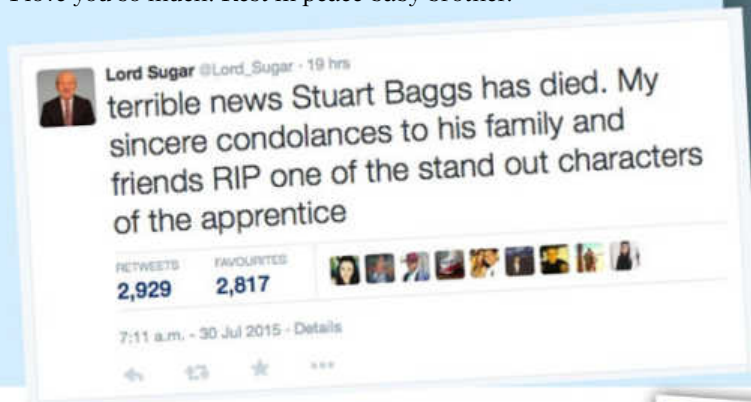 I love you so much. Rest in peace baby brother.
Lord Sugar @Lord_Sugar · 19 hrs
terrible news Stuart Baggs has died. My
sincere condolances to his family and
friends RIP one of the stand out characters
of the apprentice
RETWEETS FAVOURITES
2,929 2,817
7:11 a.m. - 30 Jul 2015 · Details